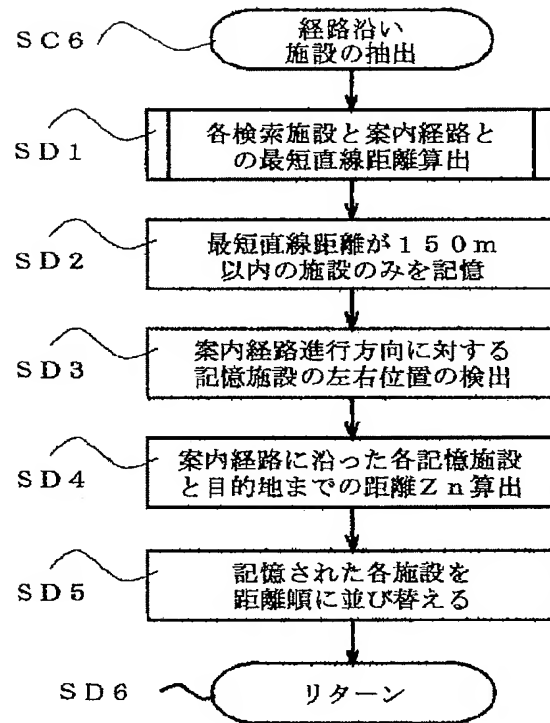 SC6
経路沿い
施設の抽出
SD1
各検索施設と案内経路と
の最短直線距離算出
SD2
最短直線距離が150m
以内の施設のみを記憶
SD3
案内経路進行方向に対する
記憶施設の左右位置の検出
SD4
案内経路に沿った各記憶施設
と目的地までの距離Zn算出
SD5
記憶された各施設を
距離順に並び替える
SD6
リターン